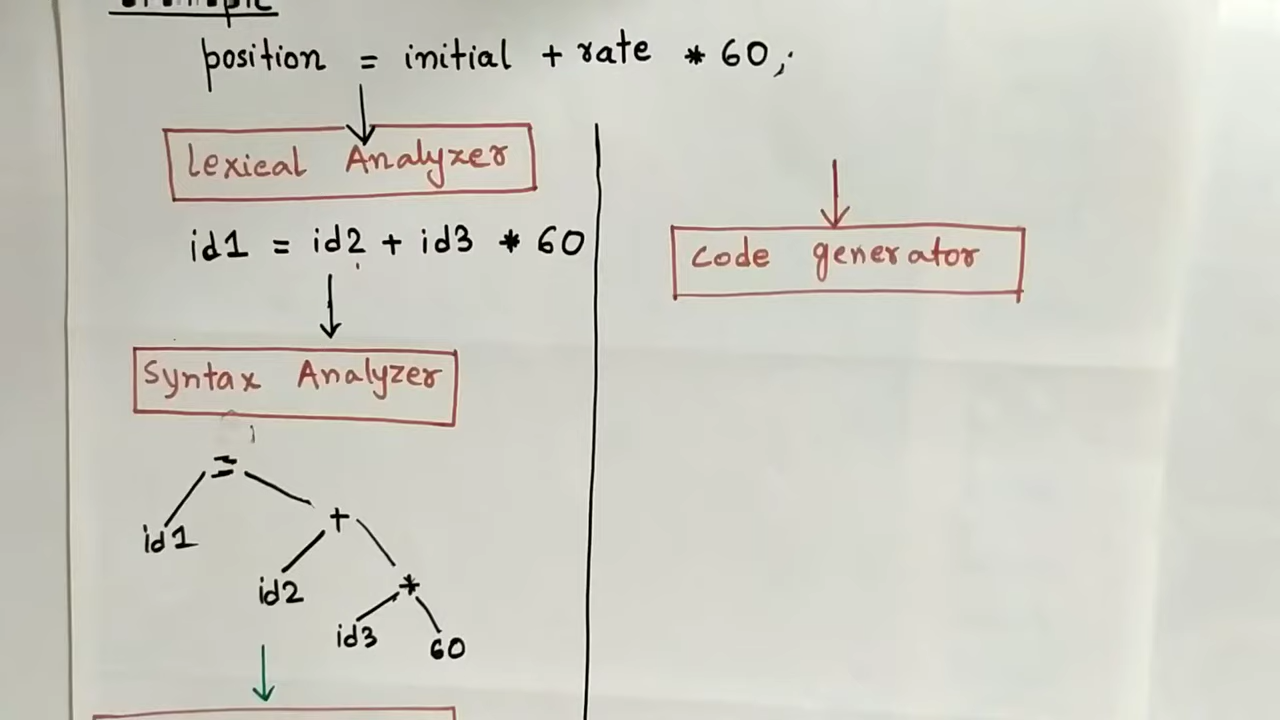 position = initial + rate * 60;
Lexical Analyzer
id1 = id2 + id3 * 60
Syntax Analyzer
=
id1
+
id2
*
id3
60
code generator